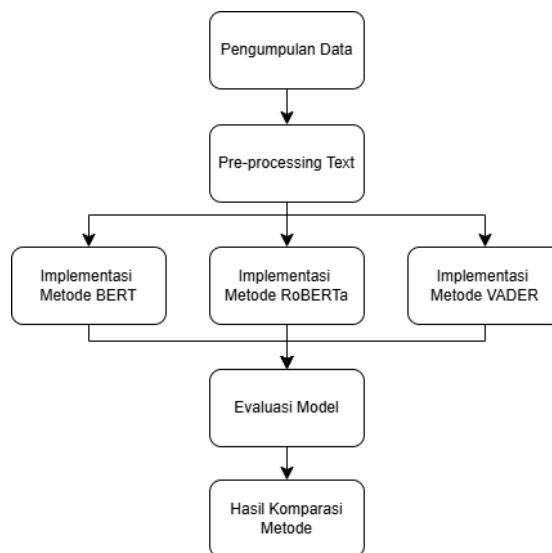 Pengumpulan Data
Pre-processing Text
Implementasi
Metode BERT
Implementasi
Metode RoBERTa
Implementasi
Metode VADER
Evaluasi Model
Hasil Komparasi
Metode